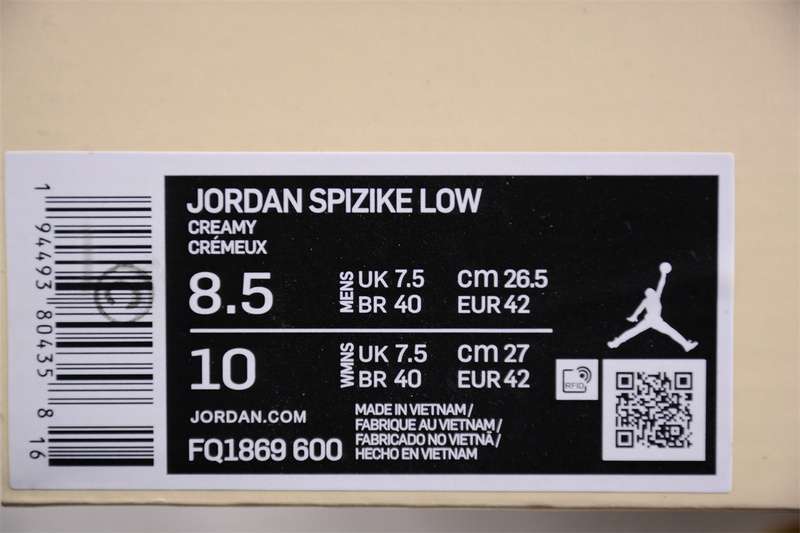 JORDAN SPIZIKE LOW
CREAMY
CRÉMEUX
8.5 MENS UK 7.5 cm 26.5
BR 40 EUR 42
10 WMNS UK 7.5 cm 27
BR 40 EUR 42
JORDAN.COM
FQ1869 600
MADE IN VIETNAM /
FABRIQUE AU VIETNAM /
FABRICADO NO VIETNÃ /
HECHO EN VIETNAM
RFID
1 94493 80435 8 16
C